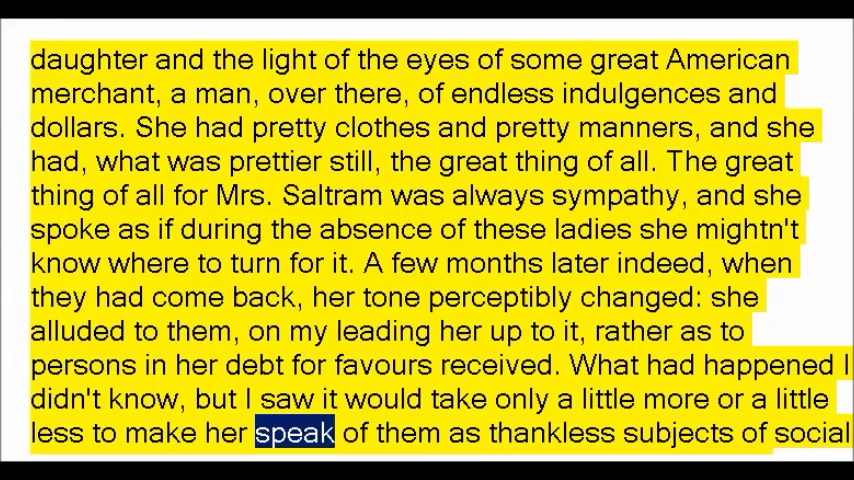 daughter and the light of the eyes of some great American
merchant, a man, over there, of endless indulgences and
dollars. She had pretty clothes and pretty manners, and she
had, what was prettier still, the great thing of all. The great
thing of all for Mrs. Saltram was always sympathy, and she
spoke as if during the absence of these ladies she mightn't
know where to turn for it. A few months later indeed, when
they had come back, her tone perceptibly changed: she
alluded to them, on my leading her up to it, rather as to
persons in her debt for favours received. What had happened I
didn't know, but I saw it would take only a little more or a little
less to make her speak of them as thankless subjects of social